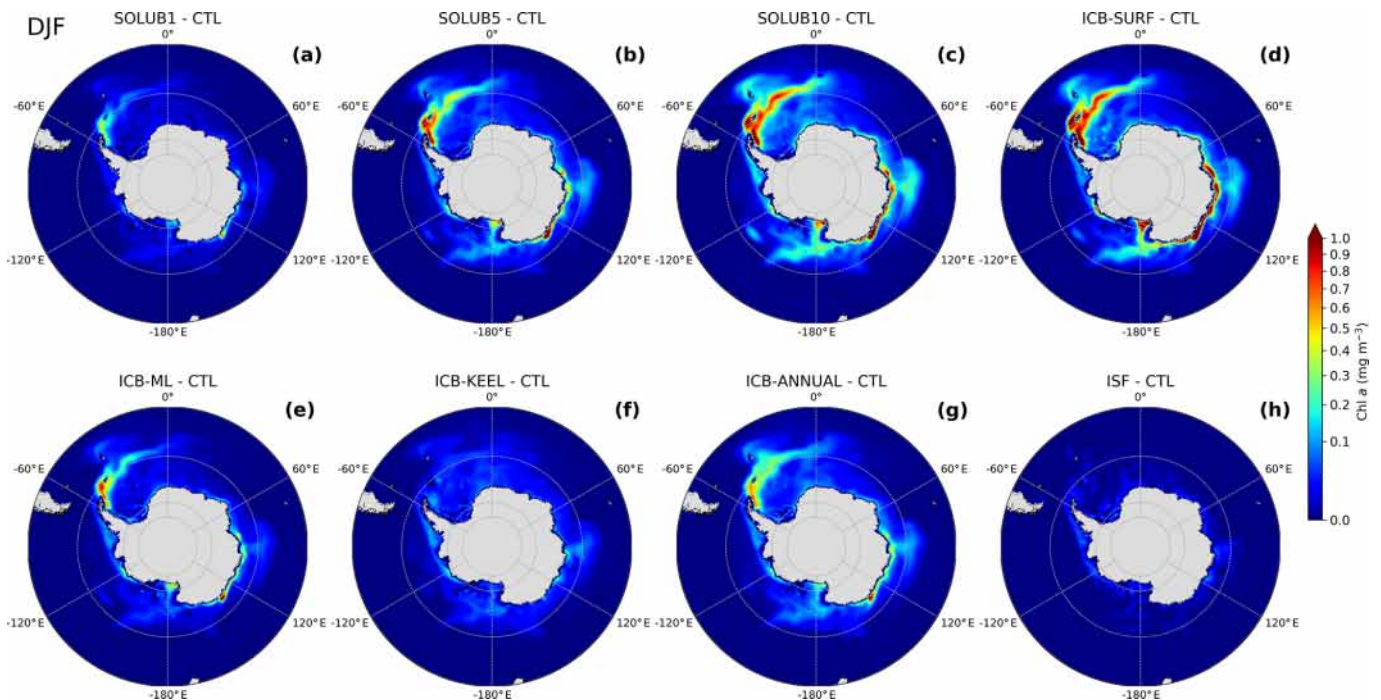 DJF
SOLUB1 - CTL
SOLUB5 - CTL
SOLUB10 - CTL
ICB-SURF - CTL
0°
0°
0°
0°
(a)
(b)
(c)
(d)
-60°E
60°E
-60°E
60°E
-60°E
60°E
-60°E
60°E
-120°E
120°E
-120°E
120°E
-120°E
120°E
-120°E
120°E
-180°E
-180°E
-180°E
-180°E
ICB-ML - CTL
ICB-KEEL - CTL
ICB-ANNUAL - CTL
ISF - CTL
0°
0°
0°
0°
(e)
(f)
(g)
(h)
-60°E
60°E
-60°E
60°E
-60°E
60°E
-60°E
60°E
-120°E
120°E
-120°E
120°E
-120°E
120°E
-120°E
120°E
-180°E
-180°E
-180°E
-180°E
1.0
0.9
0.8
0.7
0.6
0.5
0.4
0.3
0.2
0.1
0.0
Chl a (mg m⁻³)